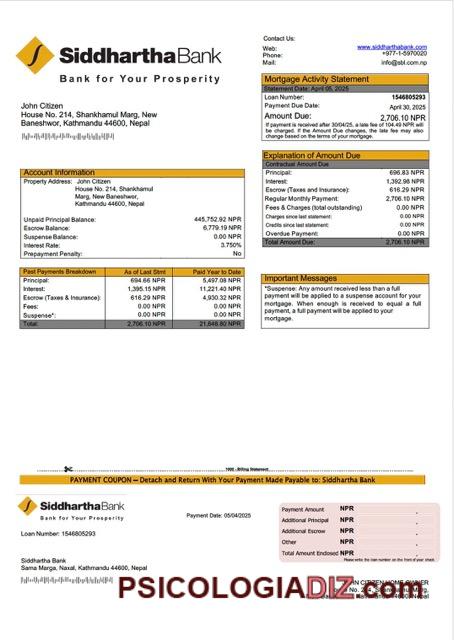 SiddharthaBank
Bank for Your Prosperity
Contact Us:
Web: www.siddharthabank.com
Phone: +977-1-5970020
Mail: info@sbl.com.np
John Citizen
House No. 214, Shankhamul Marg, New
Baneshwor, Kathmandu 44600, Nepal
Mortgage Activity Statement
Statement Date: April 05, 2025
Loan Number: 1546805293
Payment Due Date: April 30, 2025
Amount Due: 2,706.10 NPR
If payment is received after 30/04/25, a late fee of 104.49 NPR will
be charged. If the Amount Due changes, the late fee may also
change based on the terms of your mortgage.
Account Information
Property Address: John Citizen
House No. 214, Shankhamul
Marg, New Baneshwor,
Kathmandu 44600, Nepal
Unpaid Principal Balance: 445,752.92 NPR
Escrow Balance: 6,779.19 NPR
Suspense Balance: 0.00 NPR
Interest Rate: 3.750%
Prepayment Penalty: No
Explanation of Amount Due
Contractual Amount Due
Principal: 696.83 NPR
Interest: 1,392.98 NPR
Escrow (Taxes and Insurance): 616.29 NPR
Regular Monthly Payment: 2,706.10 NPR
Fees & Charges (total outstanding) 0.00 NPR
Charges since last statement: 0.00 NPR
Credits since last statement: 0.00 NPR
Overdue Payment: 0.00 NPR
Total Amount Due: 2,706.10 NPR
Past Payments Breakdown As of Last Stmt Paid Year to Date
Principal: 694.66 NPR 5,497.08 NPR
Interest: 1,395.15 NPR 11,221.40 NPR
Escrow (Taxes & Insurance): 616.29 NPR 4,930.32 NPR
Fees: 0.00 NPR 0.00 NPR
Suspense*: 0.00 NPR 0.00 NPR
Total: 2,706.10 NPR 21,648.80 NPR
Important Messages
*Suspense: Any amount received less than a full
payment will be applied to a suspense account for your
mortgage. When enough is received to equal a full
payment, a full payment will be applied to your
mortgage.
PAYMENT COUPON — Detach and Return With Your Payment Made Payable to: Siddhartha Bank
SiddharthaBank
Bank for Your Prosperity
Payment Date: 05/04/2025
Loan Number: 1546805293
Payment Amount NPR
Additional Principal NPR
Additional Escrow NPR
Other NPR
Total Amount Enclosed NPR
Please write the loan number on the front of your check.
Siddhartha Bank
Sama Marga, Naxal, Kathmandu 44600, Nepal
PSICOLOGIADIZ.com